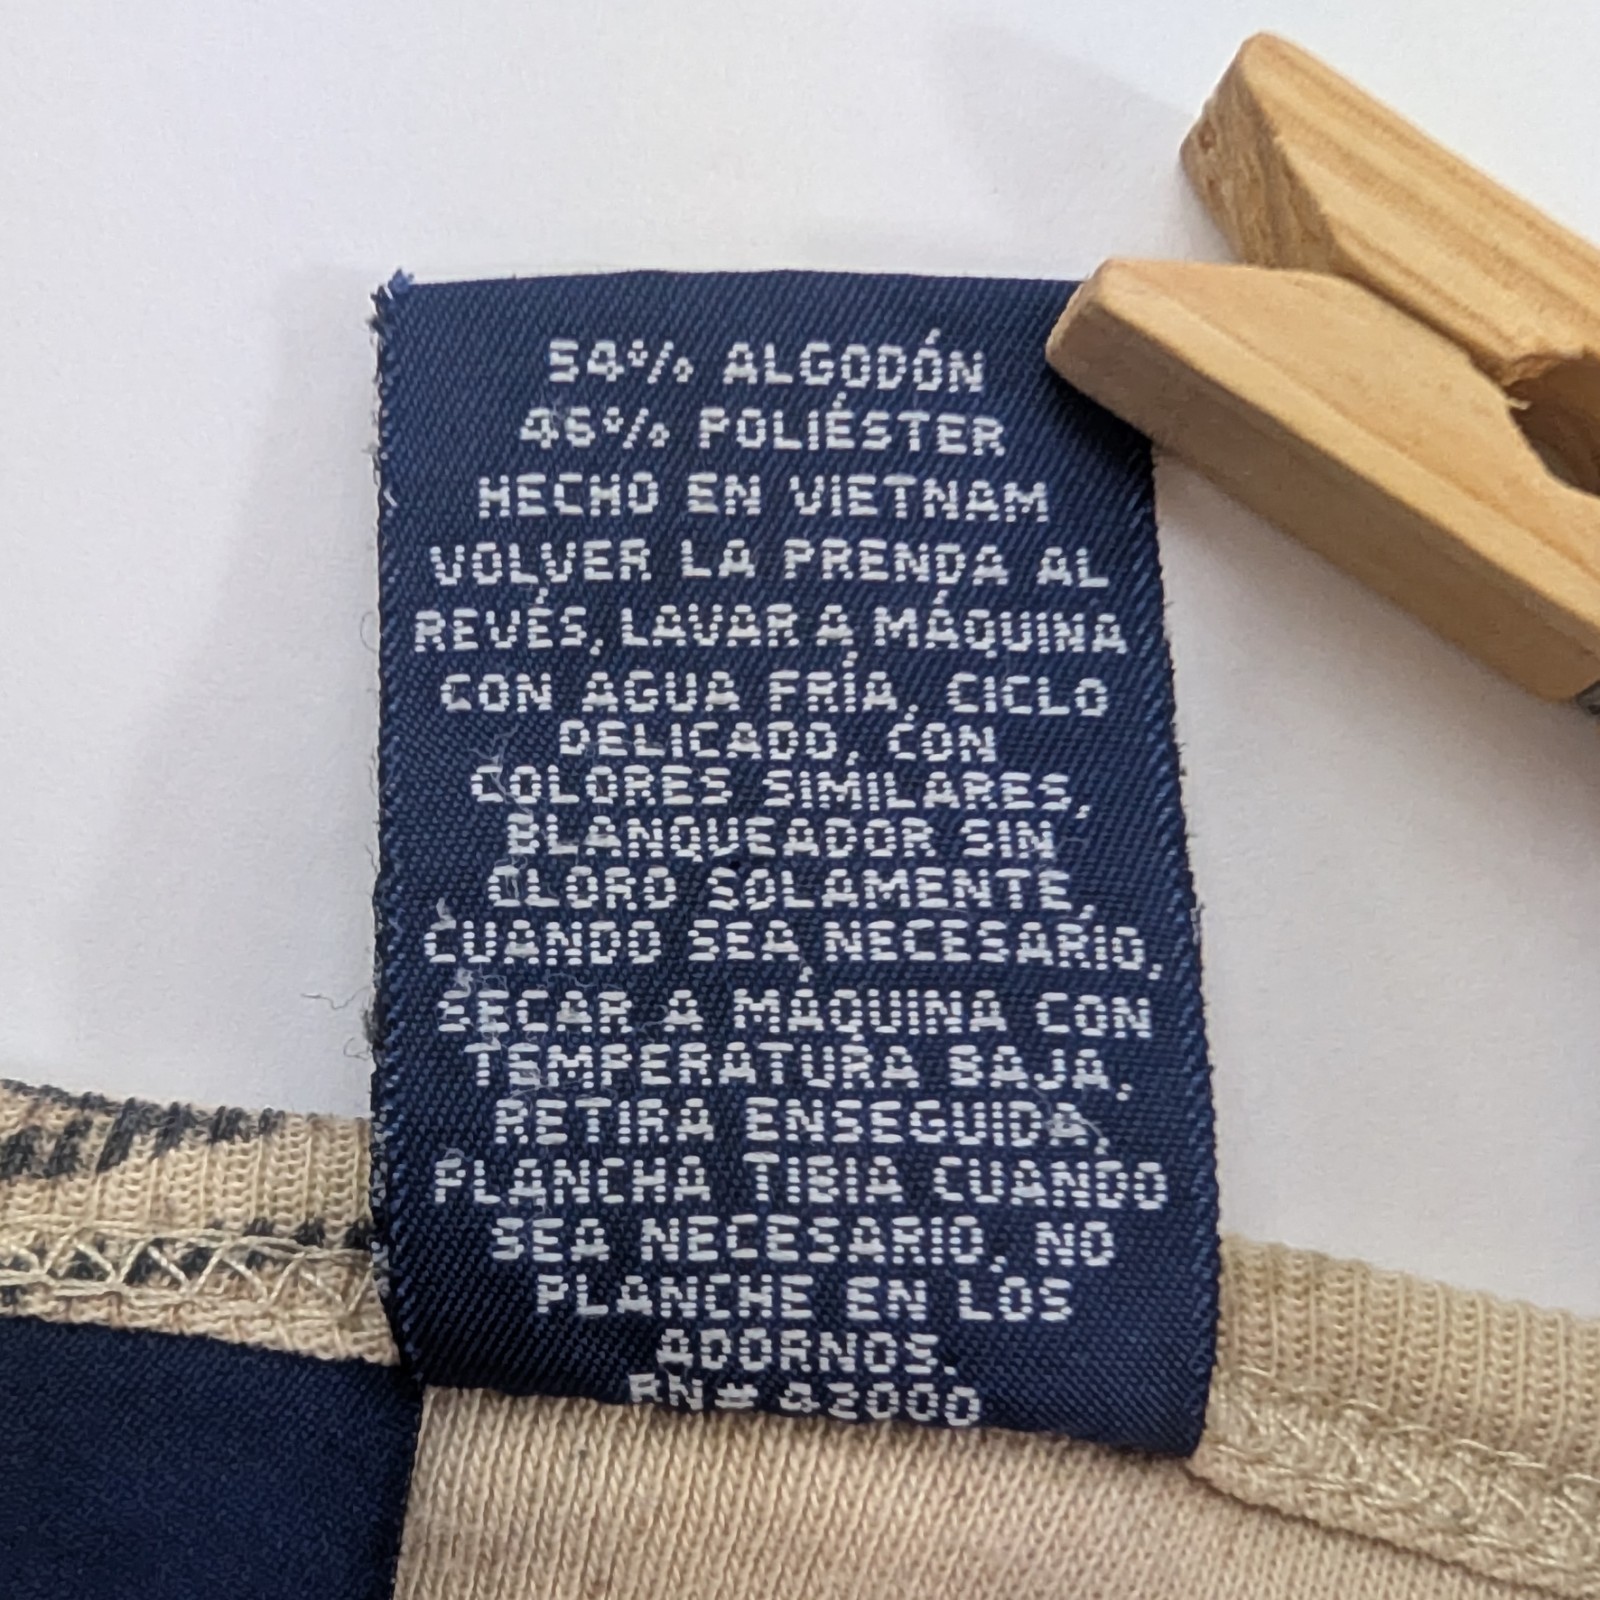 54% ALGODÓN
46% POLIÉSTER
HECHO EN VIETNAM
VOLVER LA PRENDA AL
REVÉS, LAVAR A MÁQUINA
CON AGUA FRÍA, CICLO
DELICADO, CON
COLORES SIMILARES,
BLANQUEADOR SIN
CLORO SOLAMENTE,
CUANDO SEA NECESARIO,
SECAR A MÁQUINA CON
TEMPERATURA BAJA,
RETIRA ENSEGUIDA,
PLANCHA TIBIA CUANDO
SEA NECESARIO, NO
PLANCHE EN LOS
ADORNOS.
RN# 42000